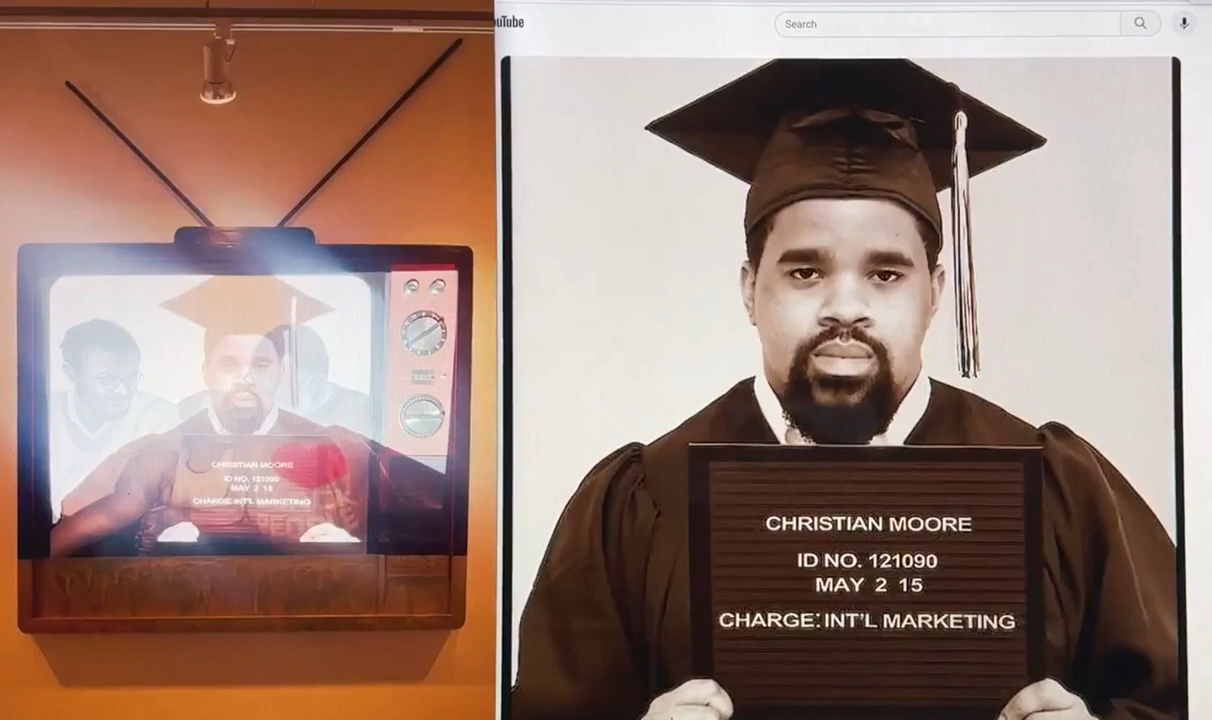 CHRISTIAN MOORE
ID NO. 121090
MAY 2 15
CHARGE: INT'L MARKETING
uTube
Search
CHRISTIAN MOORE
ID NO. 121090
MAY 2 15
CHARGE: INT'L MARKETING